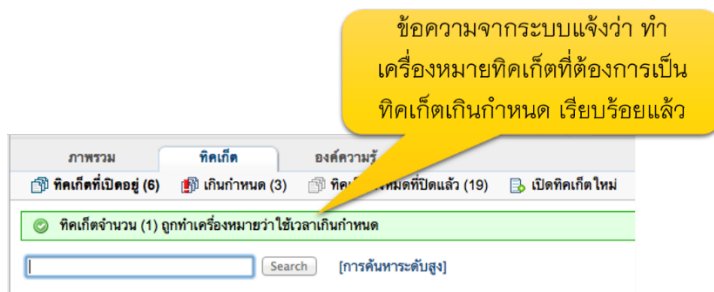 ข้อความจากระบบแจ้งว่า ทำ
เครื่องหมายทิคเก็ตที่ต้องการเป็น
ทิคเก็ตเกินกำหนด เรียบร้อยแล้ว
ภาพรวม ทิคเก็ต องค์ความรู้
ทิคเก็ตที่เปิดอยู่ (6) เกินกำหนด (3) ที่ปิดแล้ว (19) เปิดทิคเก็ตใหม่
ทิคเก็ตจำนวน (1) ถูกทำเครื่องหมายว่าใช้เวลาเกินกำหนด
Search [การค้นหาระดับสูง]